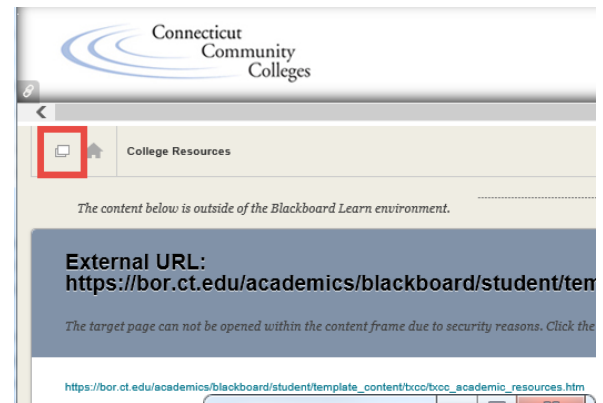 Connecticut
Community
Colleges
College Resources
The content below is outside of the Blackboard Learn environment.
External URL:
https://bor.ct.edu/academics/blackboard/student/tem
The target page can not be opened within the content frame due to security reasons. Click the
https://bor.ct.edu/academics/blackboard/student/template_content/txcc/txcc_academic_resources.htm